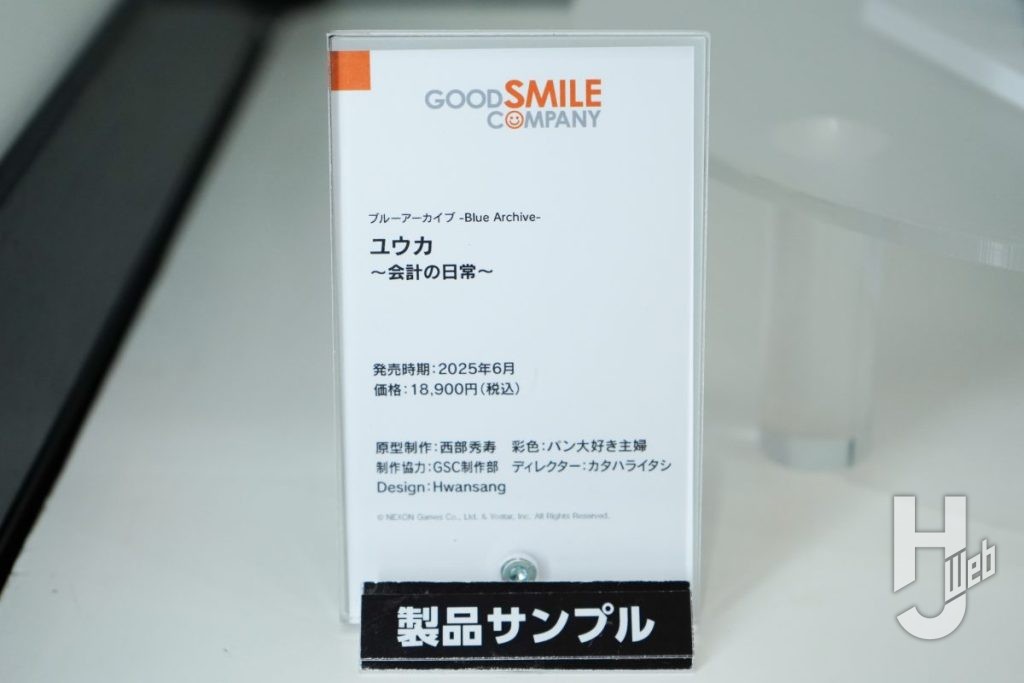 GOODSMILE
COMPANY
ブルーアーカイブ -Blue Archive-
ユウカ
～会計の日常～
発売時期：2025年6月
価格：18,900円（税込）
原型制作：西部秀寿　彩色：パン大好き主婦
制作協力：GSC制作部　ディレクター：カタハライタシ
Design：Hwansang
© NEXON Games Co., Ltd. & Yostar, Inc. All Rights Reserved.
製品サンプル
HJ Web